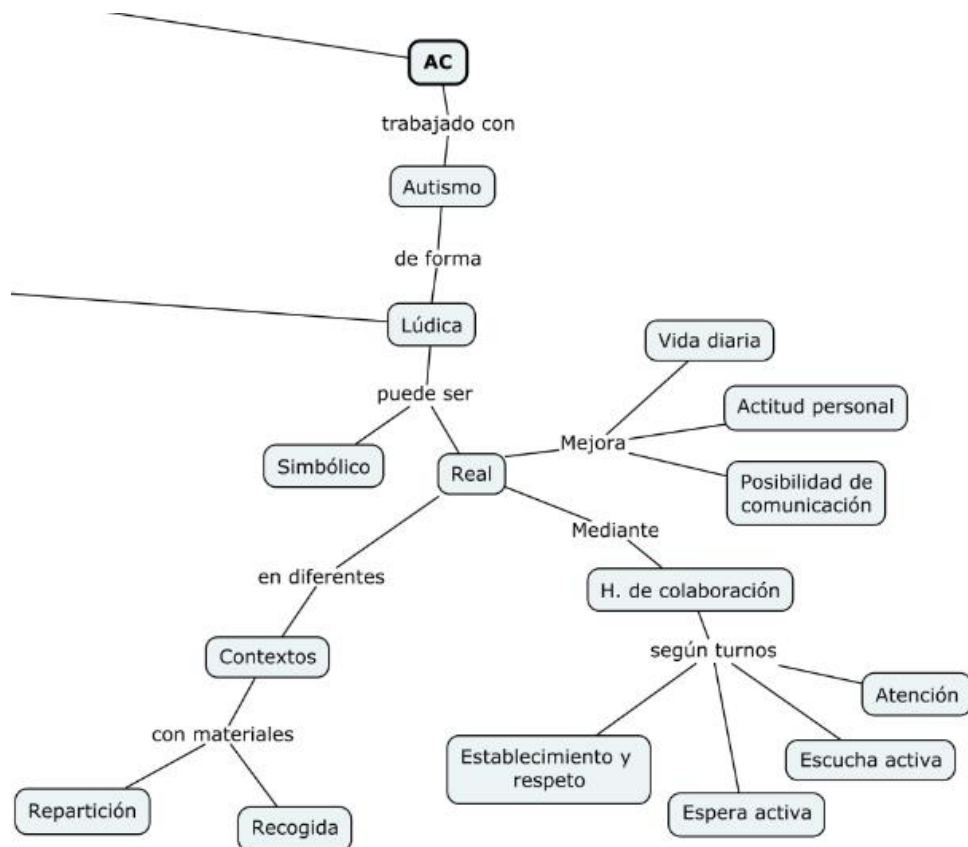 AC
trabajado con
Autismo
de forma
Lúdica
puede ser
Simbólico
Real
Mejora
Vida diaria
Actitud personal
Posibilidad de
comunicación
Mediante
H. de colaboración
según turnos
Atención
Escucha activa
Espera activa
Establecimiento y
respeto
en diferentes
Contextos
con materiales
Repartición
Recogida